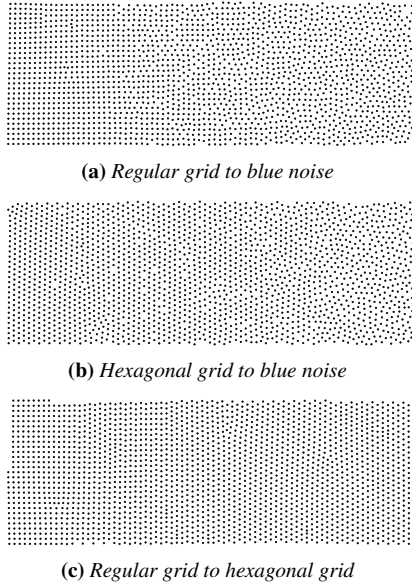 (a) Regular grid to blue noise
(b) Hexagonal grid to blue noise
(c) Regular grid to hexagonal grid